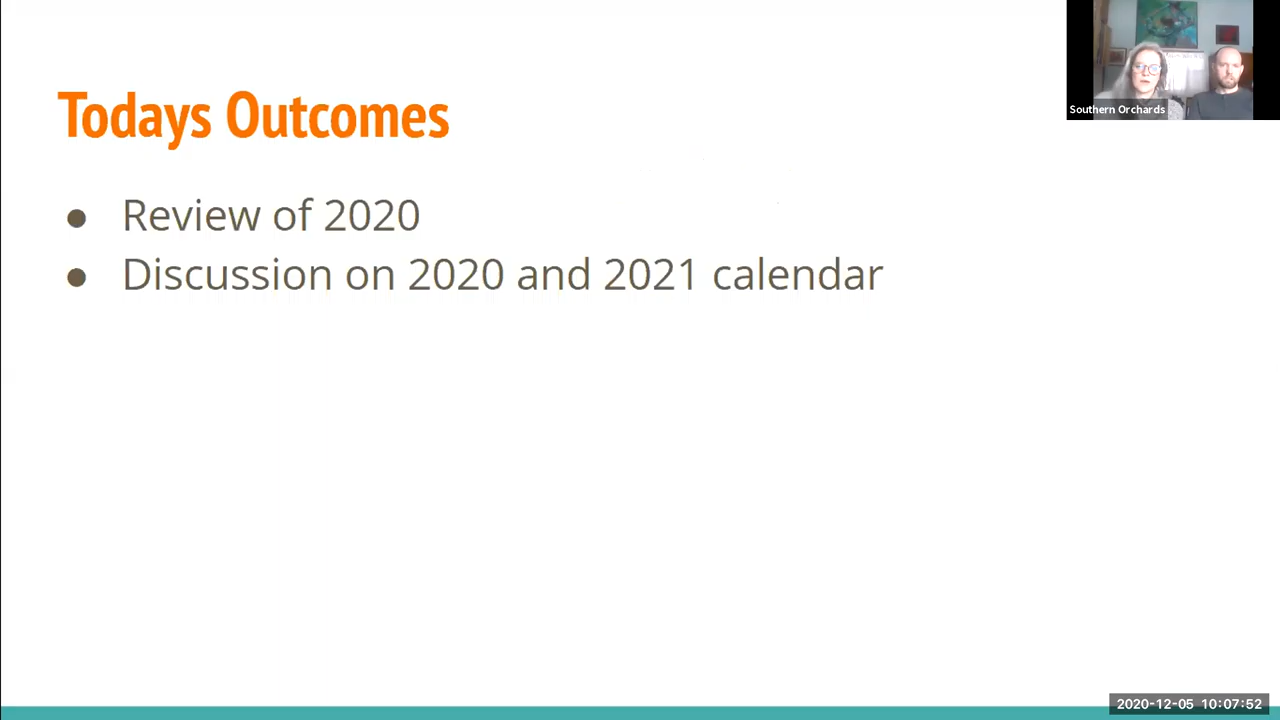 Todays Outcomes
Southern Orchards
● Review of 2020
● Discussion on 2020 and 2021 calendar
2020-12-05 10:07:52